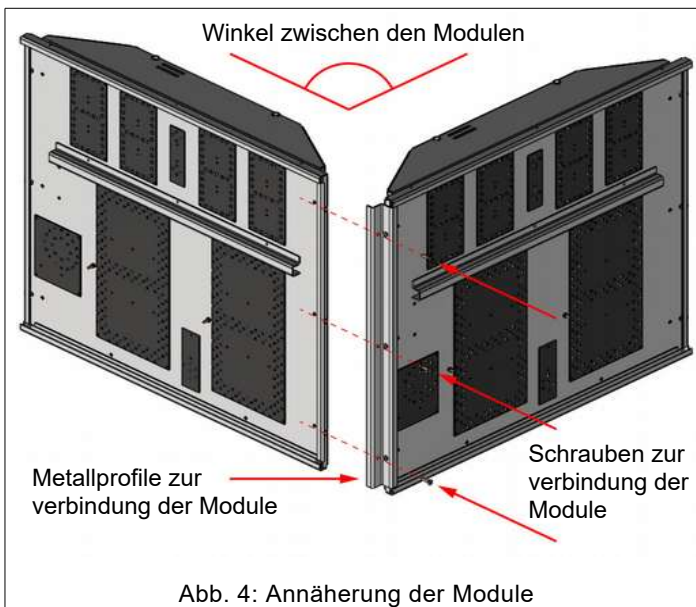 Winkel zwischen den Modulen
Metallprofile zur
verbindung der Module
Schrauben zur
verbindung der
Module
Abb. 4: Annäherung der Module